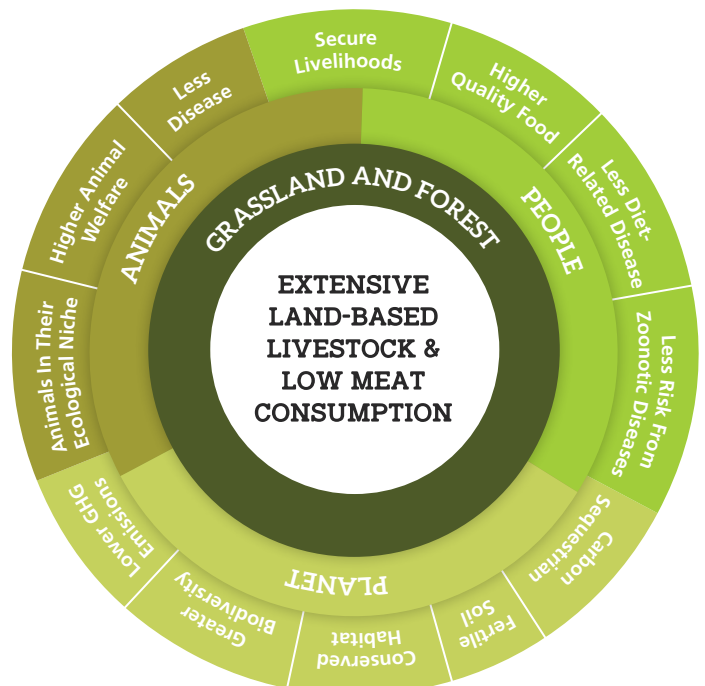 EXTENSIVE
LAND-BASED
LIVESTOCK &
LOW MEAT
CONSUMPTION
GRASSLAND AND FOREST
ANIMALS
PEOPLE
PLANET
Secure
Livelihoods
Higher
Quality Food
Less Diet-
Related Disease
Less Risk From
Zoonotic Diseases
Carbon
Sequestrian
Fertile
Soil
Conserved
Habitat
Greater
Biodiversity
Lower GHG
Emissions
Animals In Their
Ecological Niche
Higher Animal
Welfare
Less
Disease